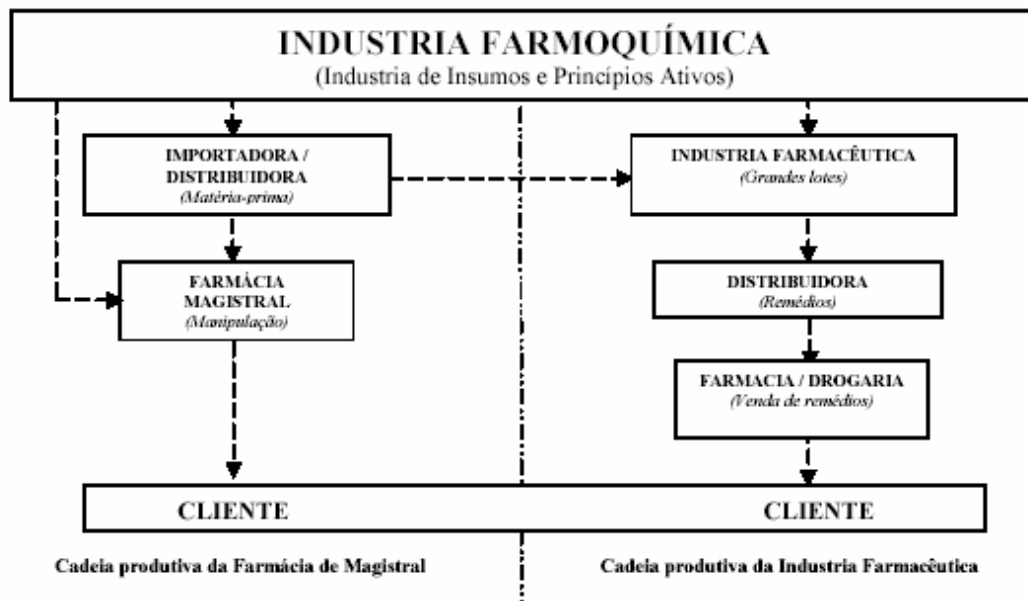 INDUSTRIA FARMOQUÍMICA
(Industria de Insumos e Princípios Ativos)
IMPORTADORA /
DISTRIBUIDORA
(Matéria-prima)
INDUSTRIA FARMACÊUTICA
(Grandes lotes)
FARMÁCIA
MAGISTRAL
(Manipulação)
DISTRIBUIDORA
(Remédios)
FARMACIA / DROGARIA
(Venda de remédios)
CLIENTE
CLIENTE
Cadeia produtiva da Farmácia de Magistral
Cadeia produtiva da Industria Farmacêutica